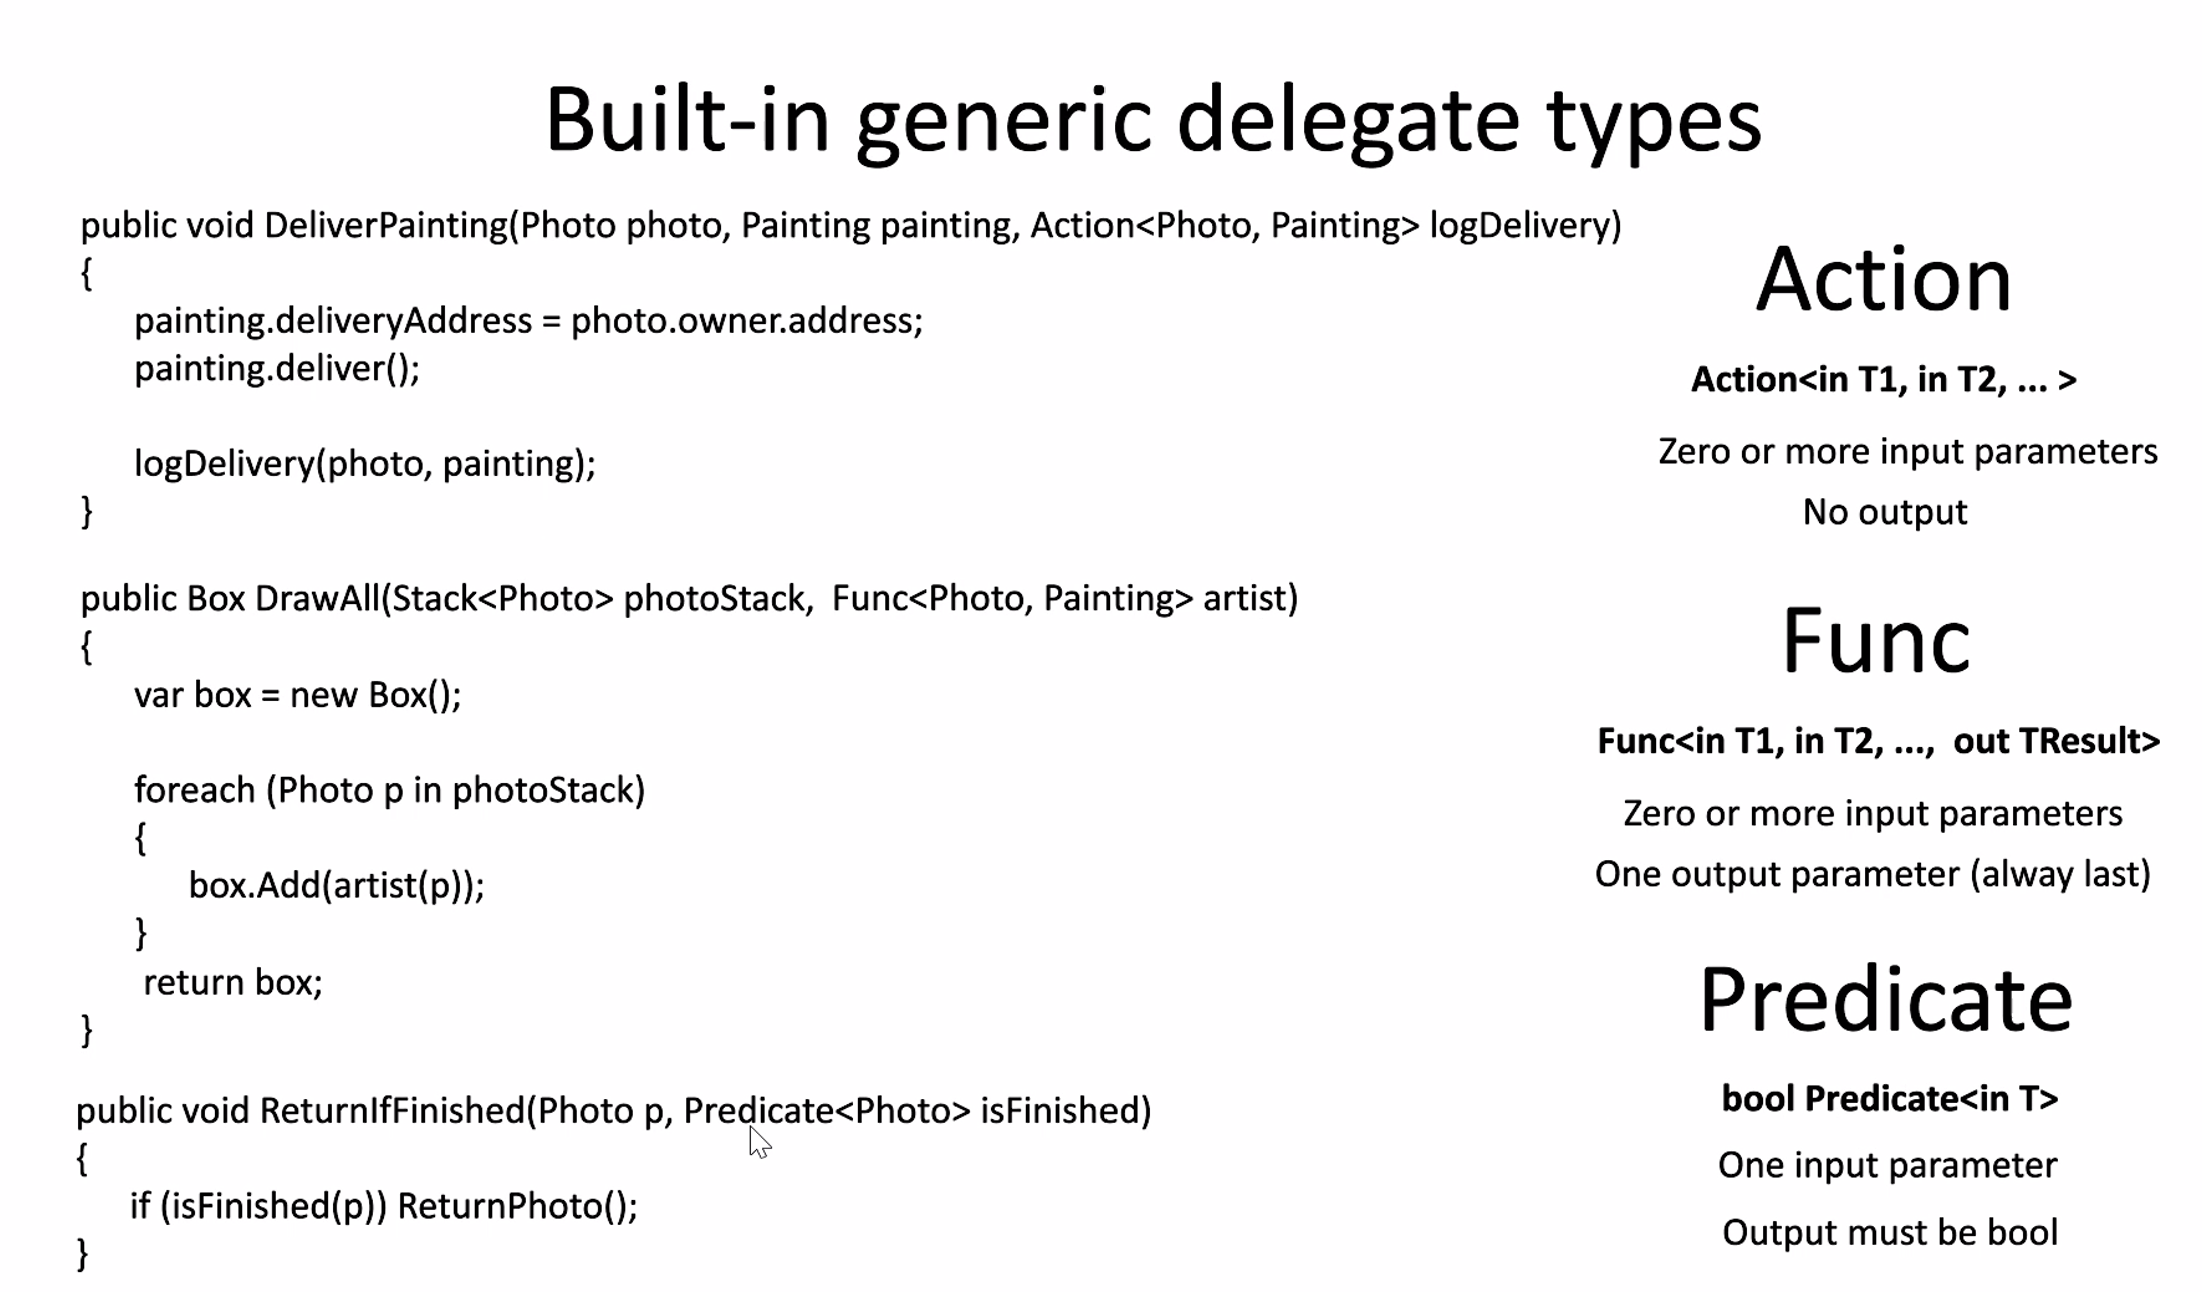 Built-in generic delegate types
public void DeliverPainting(Photo photo, Painting painting, Action<Photo, Painting> logDelivery)
{
painting.deliveryAddress = photo.owner.address;
painting.deliver();
logDelivery(photo, painting);
}
public Box DrawAll(Stack<Photo> photoStack,  Func<Photo, Painting> artist)
{
var box = new Box();
foreach (Photo p in photoStack)
{
box.Add(artist(p));
}
return box;
}
public void ReturnIfFinished(Photo p, Predicate<Photo> isFinished)
{
if (isFinished(p)) ReturnPhoto();
}
Action
Action<in T1, in T2, ... >
Zero or more input parameters
No output
Func
Func<in T1, in T2, ...,  out TResult>
Zero or more input parameters
One output parameter (alway last)
Predicate
bool Predicate<in T>
One input parameter
Output must be bool